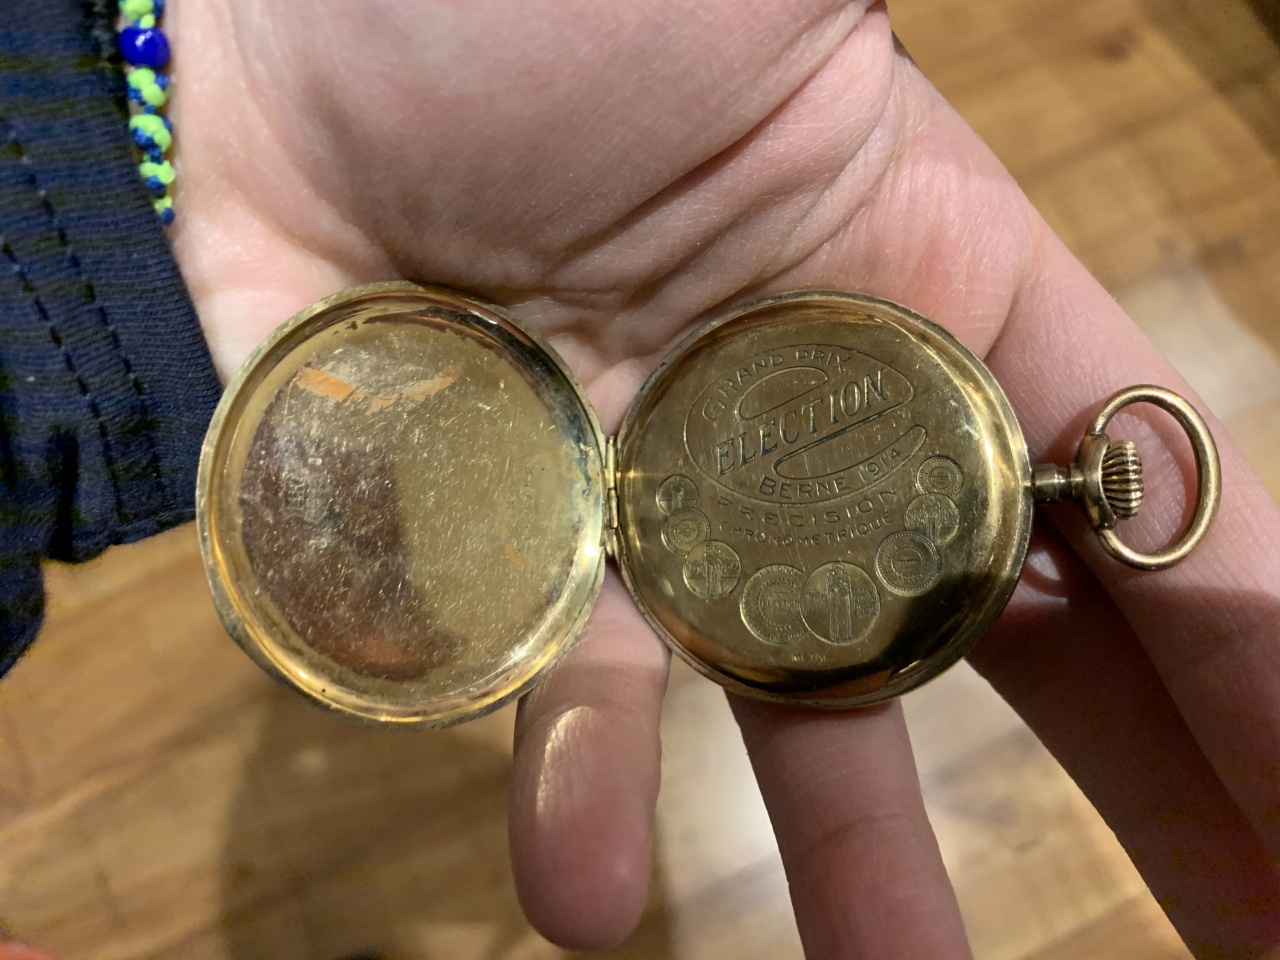 GRAND PRIX
ELECTION
BERNE 1914
PRECISION
CHRONOMETRIQUE